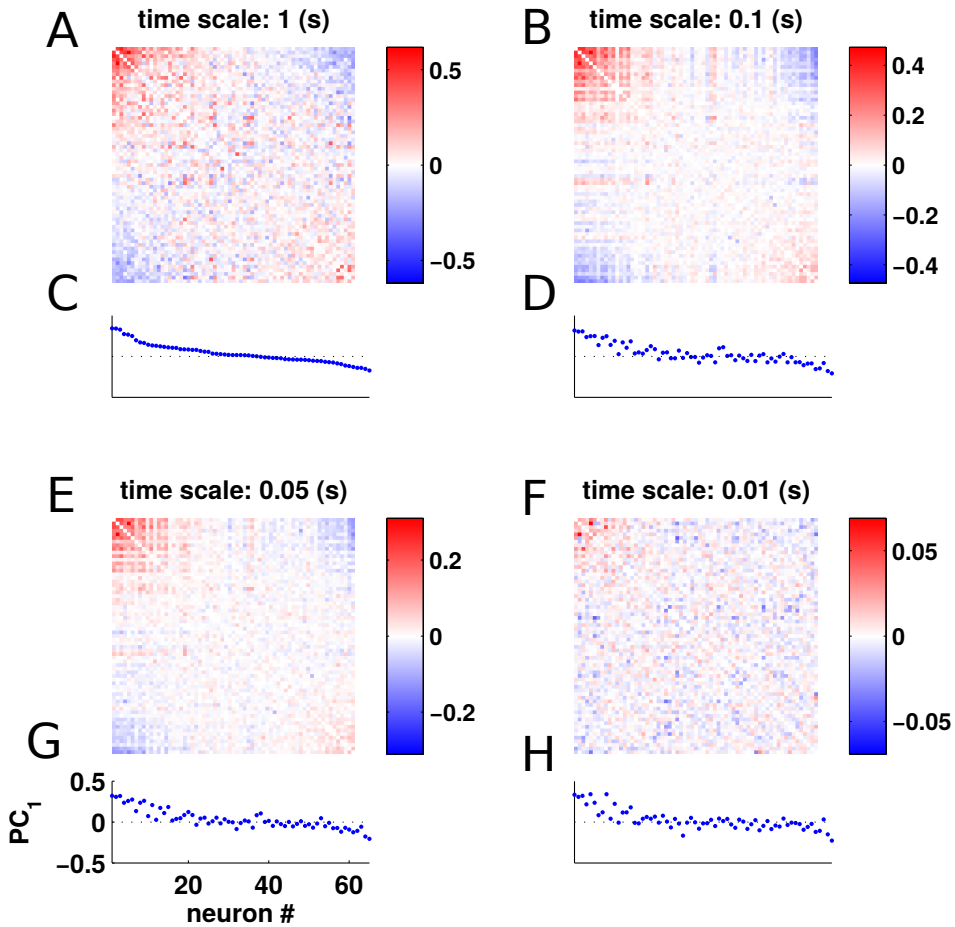 A
time scale: 1 (s)
0.5
0
−0.5
B
time scale: 0.1 (s)
0.4
0.2
0
−0.2
−0.4
C
D
E
time scale: 0.05 (s)
0.2
0
−0.2
F
time scale: 0.01 (s)
0.05
0
−0.05
G
0.5
0
−0.5
PC1
20 40 60
neuron #
H